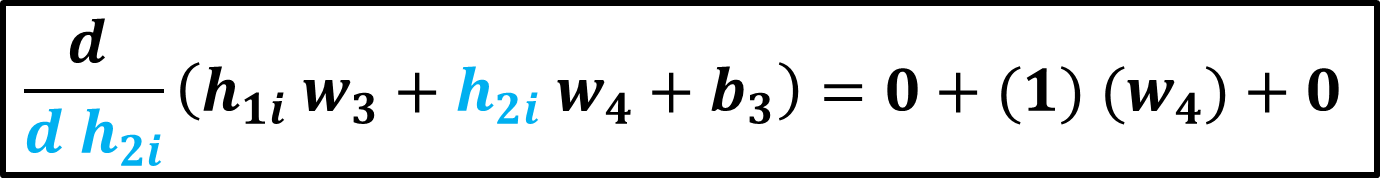 d/d h₂ᵢ (h₁ᵢ w₃ + h₂ᵢ w₄ + b₃) = 0 + (1) (w₄) + 0